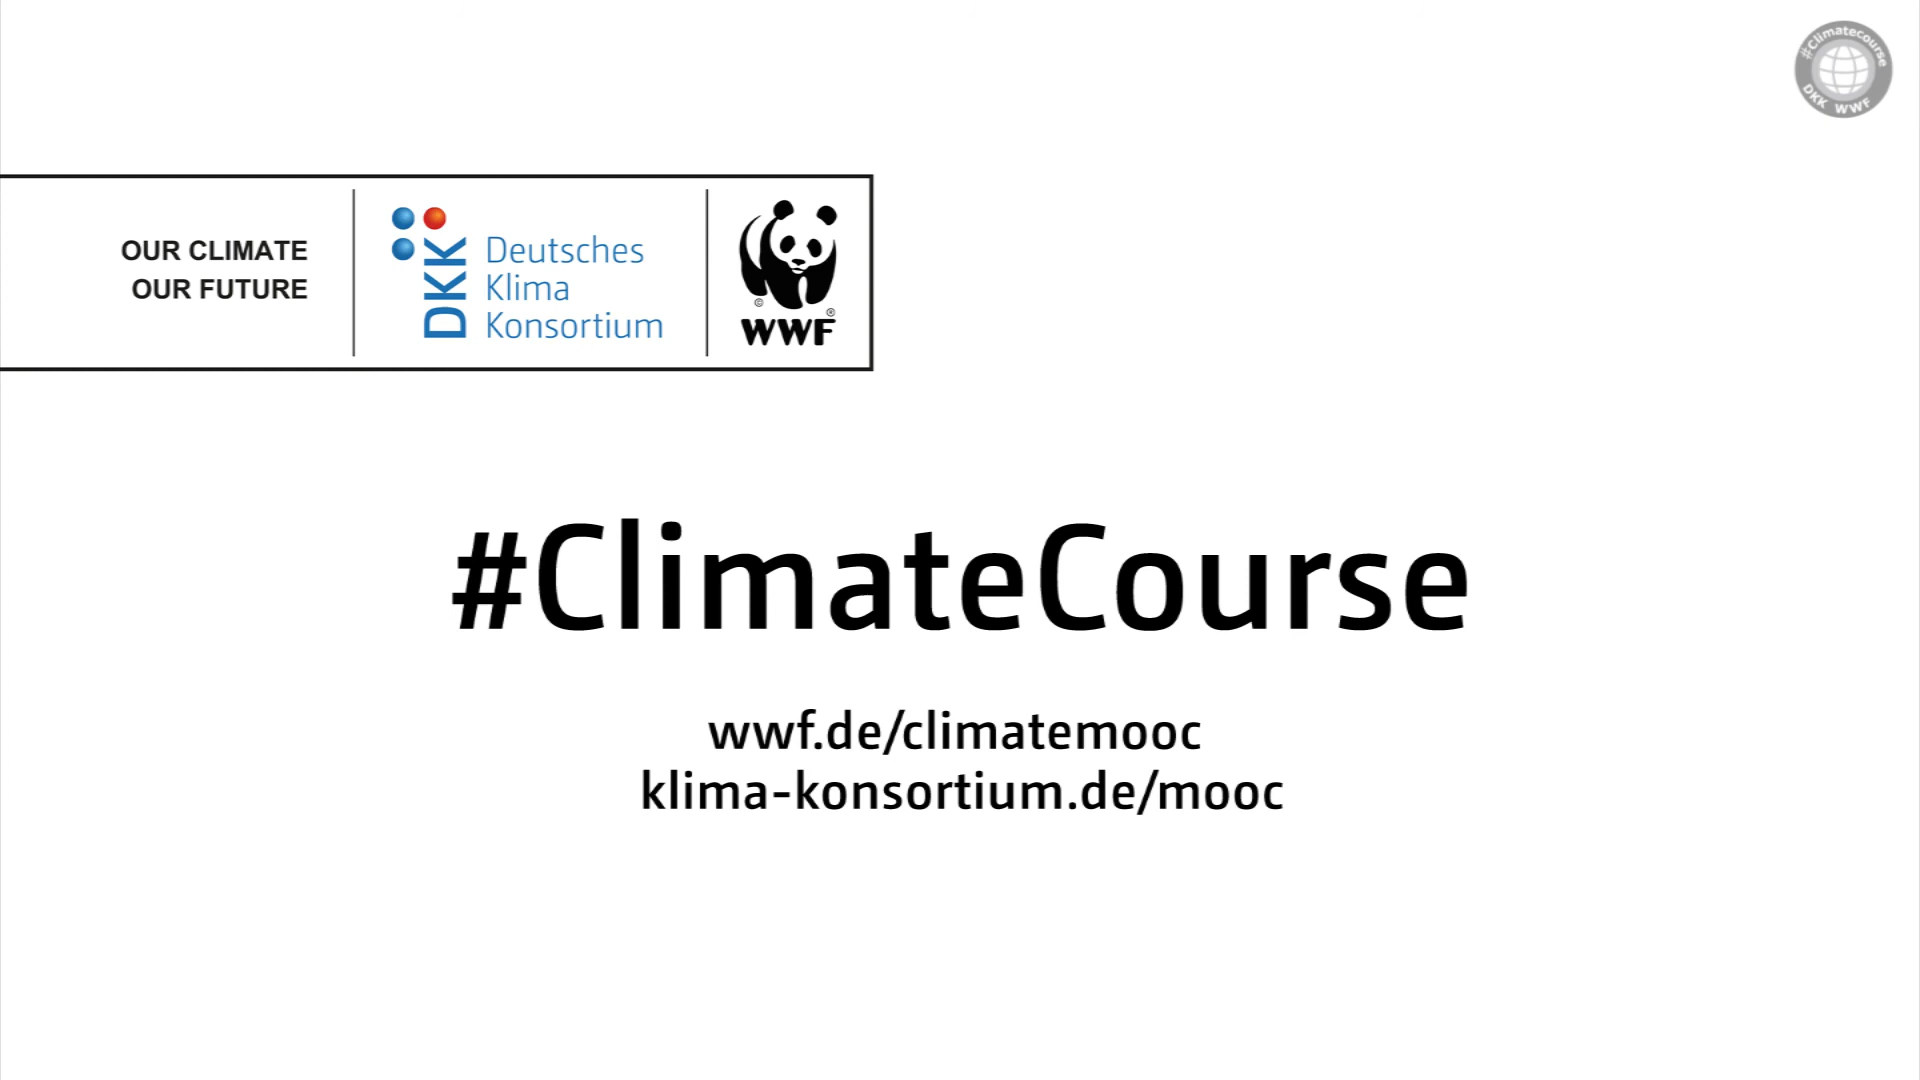 #Climatecourse
DKK WWF
OUR CLIMATE
OUR FUTURE
DKK
Deutsches
Klima
Konsortium
©
®
WWF
#ClimateCourse
wwf.de/climatemooc
klima-konsortium.de/mooc